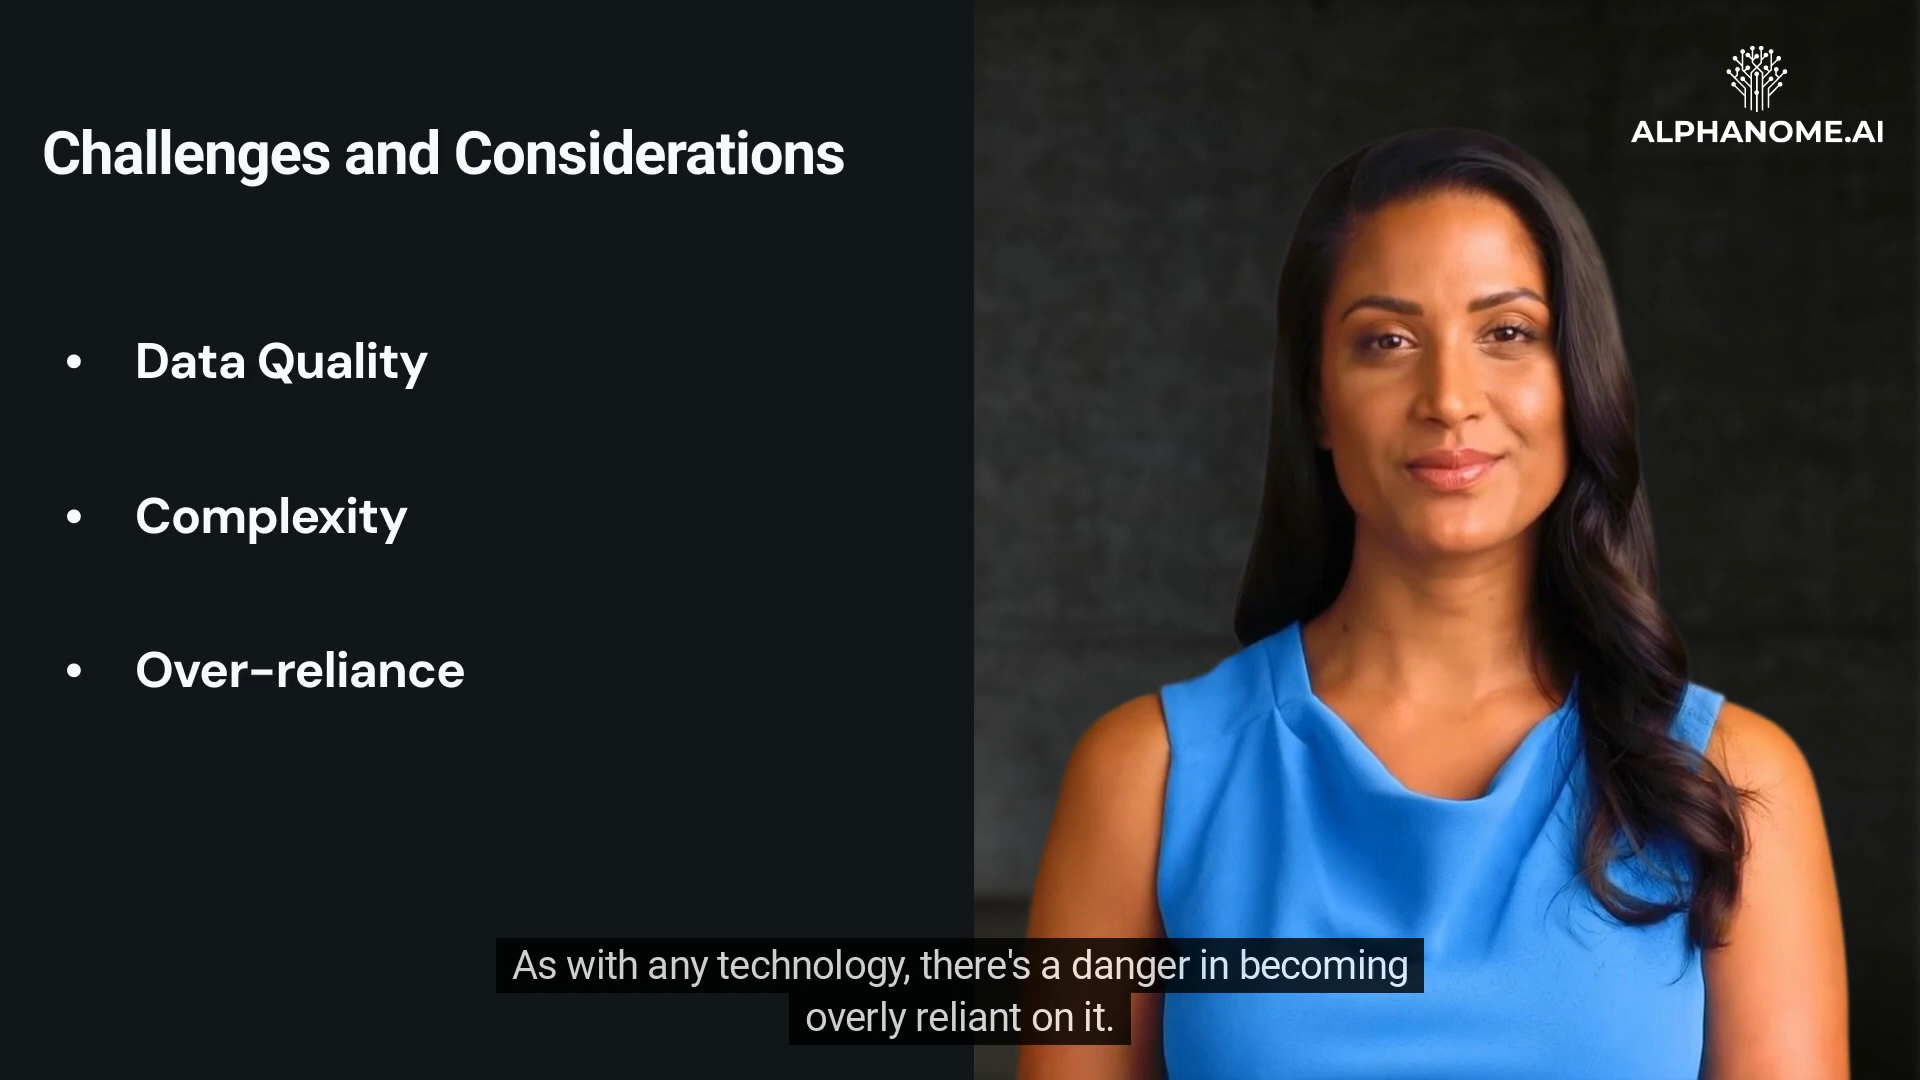 ALPHANOME.AI
Challenges and Considerations
• Data Quality
• Complexity
• Over-reliance
As with any technology, there's a danger in becoming
overly reliant on it.